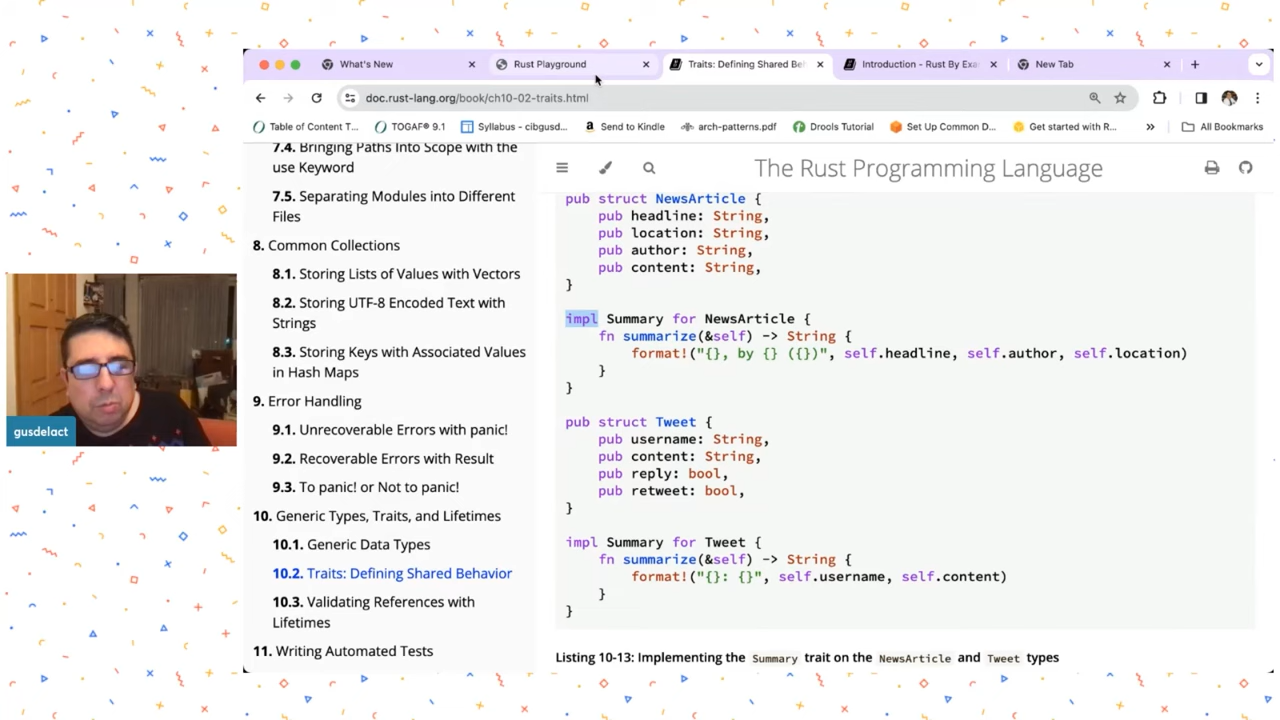 What's New
Rust Playground
Traits: Defining Shared Be
Introduction - Rust By Exa
New Tab
doc.rust-lang.org/book/ch10-02-traits.html
Table of Content T...
TOGAF® 9.1
Syllabus - cibgusd...
Send to Kindle
arch-patterns.pdf
Drools Tutorial
Set Up Common D...
Get started with R...
All Bookmarks
7.4. Bringing Paths Into Scope with the
use Keyword
7.5. Separating Modules into Different
Files
8. Common Collections
8.1. Storing Lists of Values with Vectors
8.2. Storing UTF-8 Encoded Text with
Strings
8.3. Storing Keys with Associated Values
in Hash Maps
9. Error Handling
9.1. Unrecoverable Errors with panic!
9.2. Recoverable Errors with Result
9.3. To panic! or Not to panic!
10. Generic Types, Traits, and Lifetimes
10.1. Generic Data Types
10.2. Traits: Defining Shared Behavior
10.3. Validating References with
Lifetimes
11. Writing Automated Tests
The Rust Programming Language
pub struct NewsArticle {
pub headline: String,
pub location: String,
pub author: String,
pub content: String,
}
impl Summary for NewsArticle {
fn summarize(&self) -> String {
format!("{}, by {} ({})", self.headline, self.author, self.location)
}
}
pub struct Tweet {
pub username: String,
pub content: String,
pub reply: bool,
pub retweet: bool,
}
impl Summary for Tweet {
fn summarize(&self) -> String {
format!("{}: {}", self.username, self.content)
}
}
Listing 10-13: Implementing the Summary trait on the NewsArticle and Tweet types
gusdelact